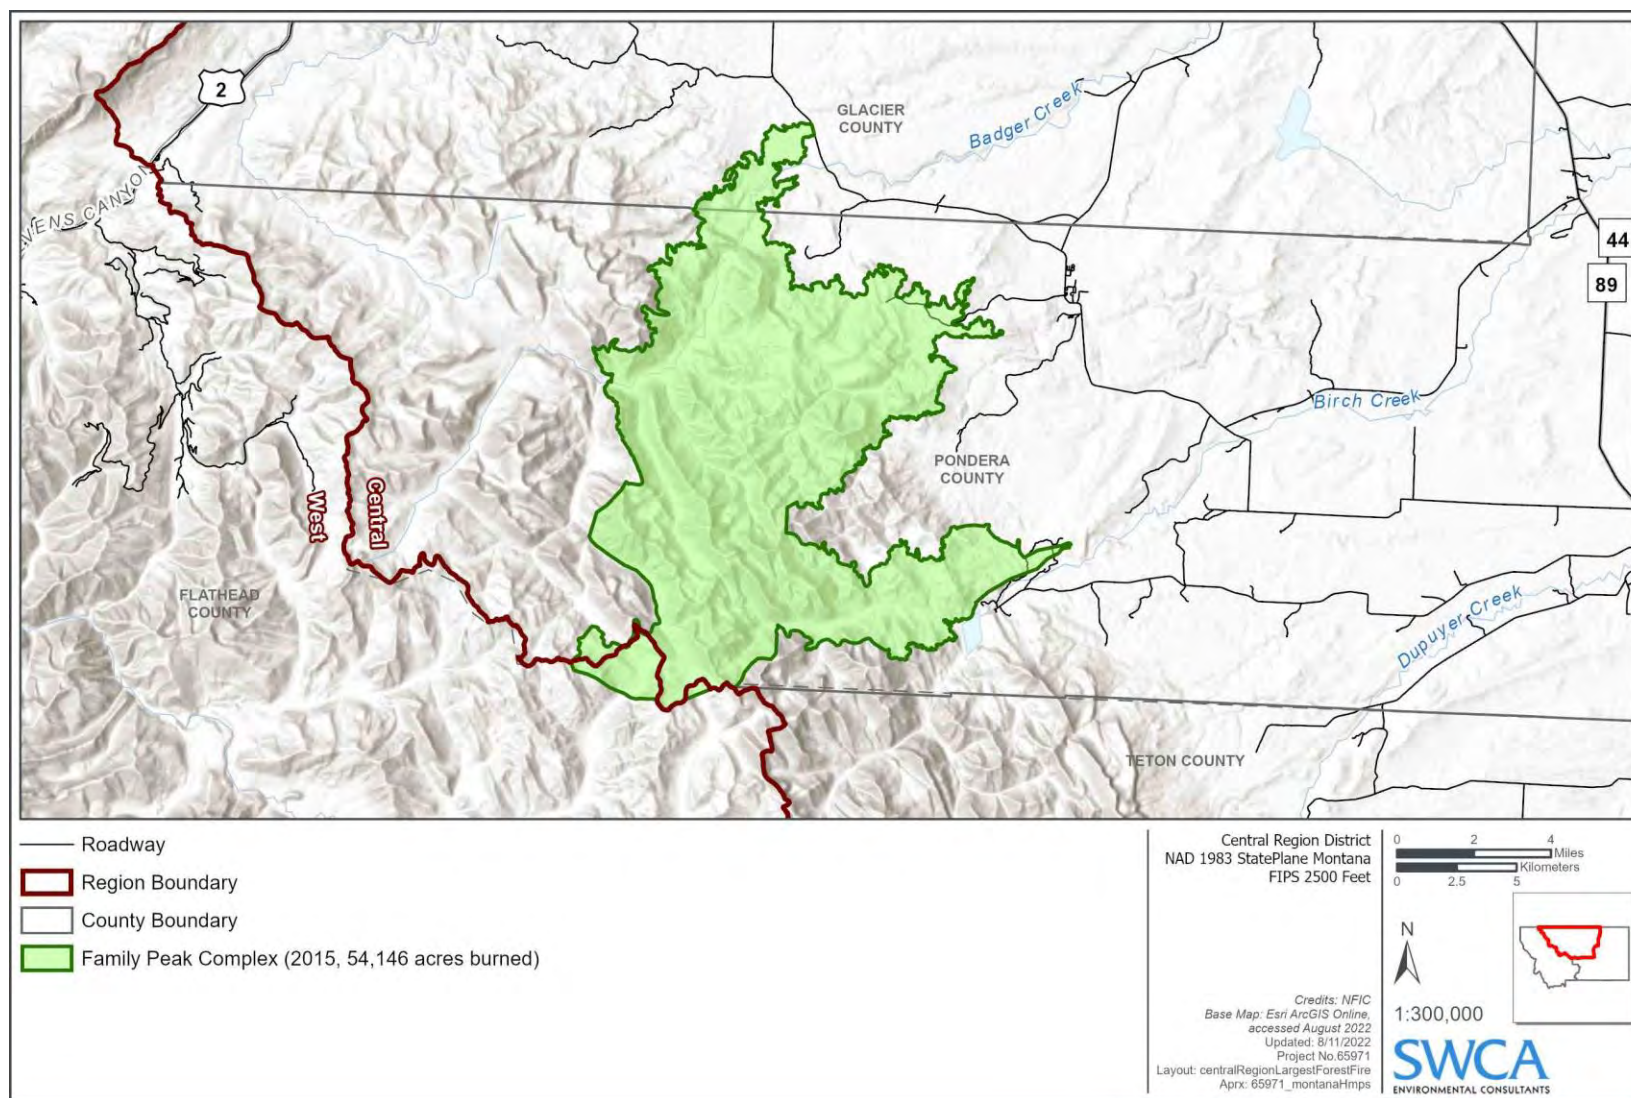 2
GLACIER
COUNTY
Badger Creek
44
89
Birch Creek
PONDERA
COUNTY
West
Central
FLATHEAD
COUNTY
Dupuyer Creek
TETON COUNTY
Roadway
Region Boundary
County Boundary
Family Peak Complex (2015, 54,146 acres burned)
Central Region District
NAD 1983 StatePlane Montana
FIPS 2500 Feet
Credits: NFIC
Base Map: Esri ArcGIS Online,
accessed August 2022
Updated: 8/11/2022
Project No.65971
Layout: centralRegionLargestForestFire
Aprx: 65971_montanaHmps
0 2 4
Miles
Kilometers
0 2.5 5
N
1:300,000
SWCA
ENVIRONMENTAL CONSULTANTS